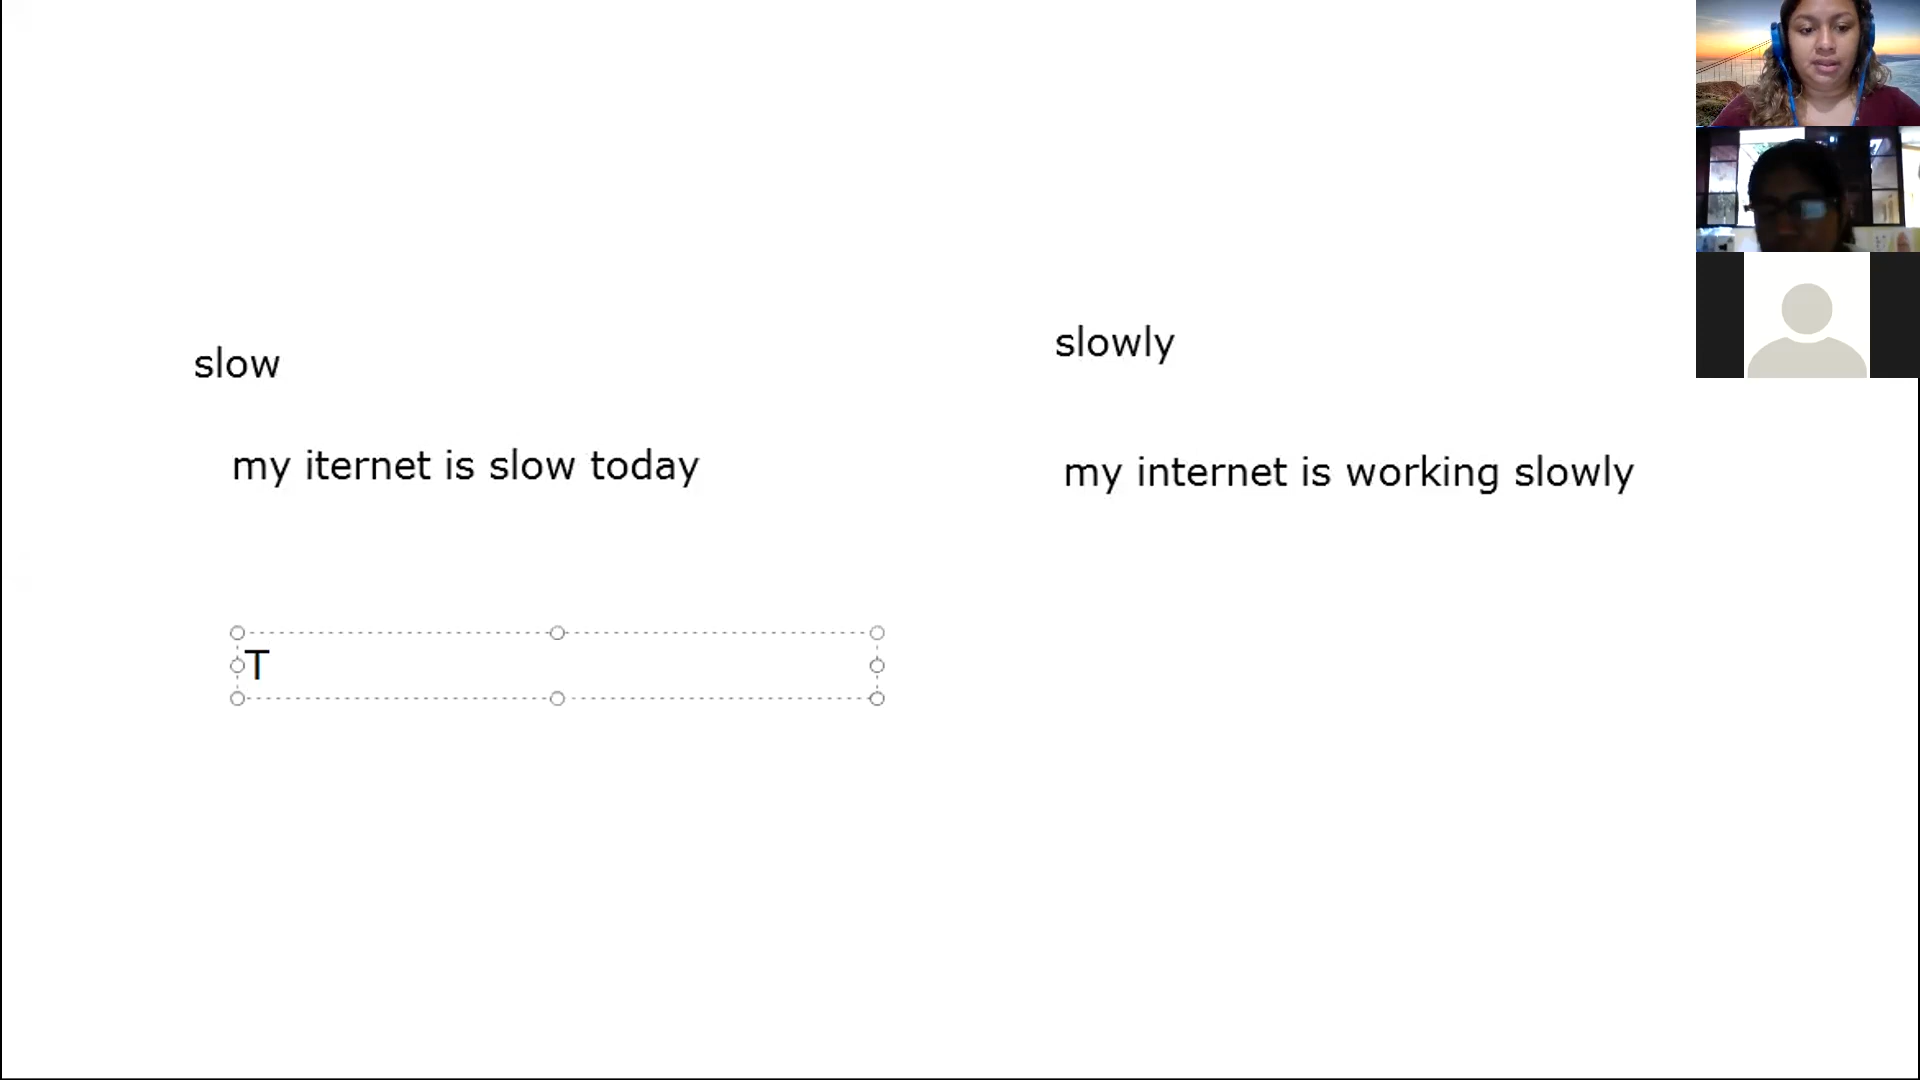 slow
slowly
my iternet is slow today
my internet is working slowly
T